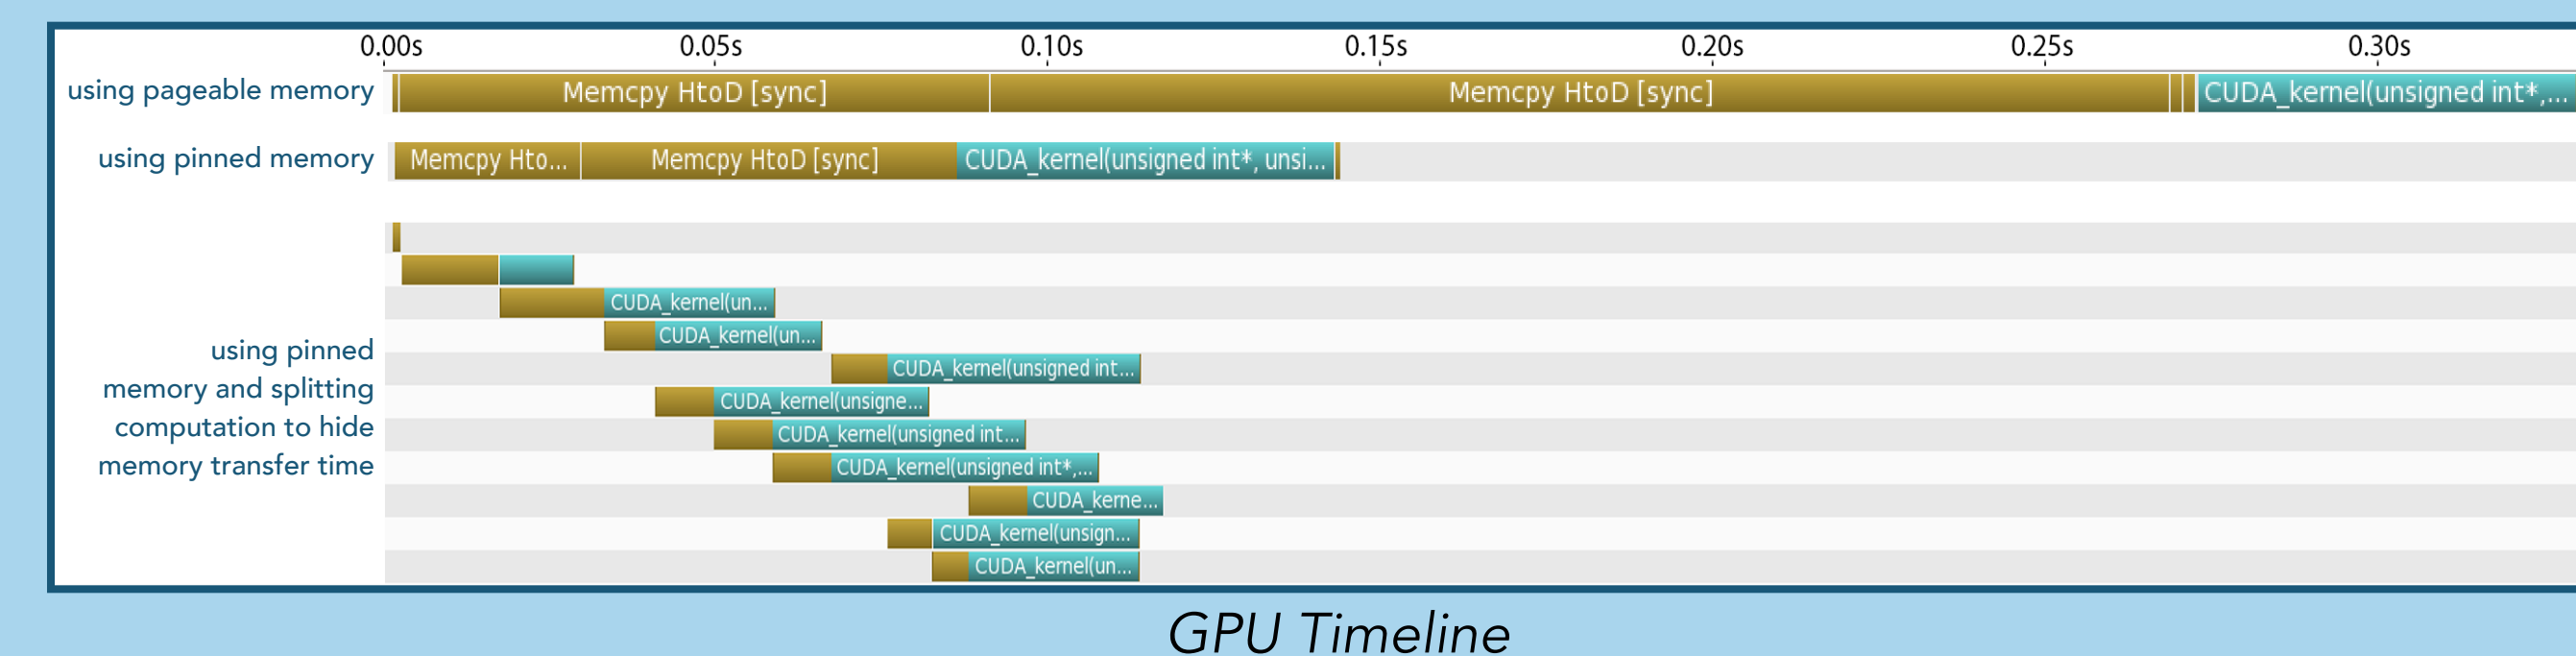 0.00s 0.05s 0.10s 0.15s 0.20s 0.25s 0.30s
using pageable memory Memcpy HtoD [sync] Memcpy HtoD [sync] CUDA_kernel(unsigned int*,...
using pinned memory Memcpy Hto... Memcpy HtoD [sync] CUDA_kernel(unsigned int*, unsi...
CUDA_kernel(un...
CUDA_kernel(un...
using pinned
CUDA_kernel(unsigned int...
memory and splitting
CUDA_kernel(unsigne...
computation to hide
CUDA_kernel(unsigned int...
memory transfer time
CUDA_kernel(unsigned int*,...
CUDA_kerne...
CUDA_kernel(unsign...
CUDA_kernel(un...
GPU Timeline